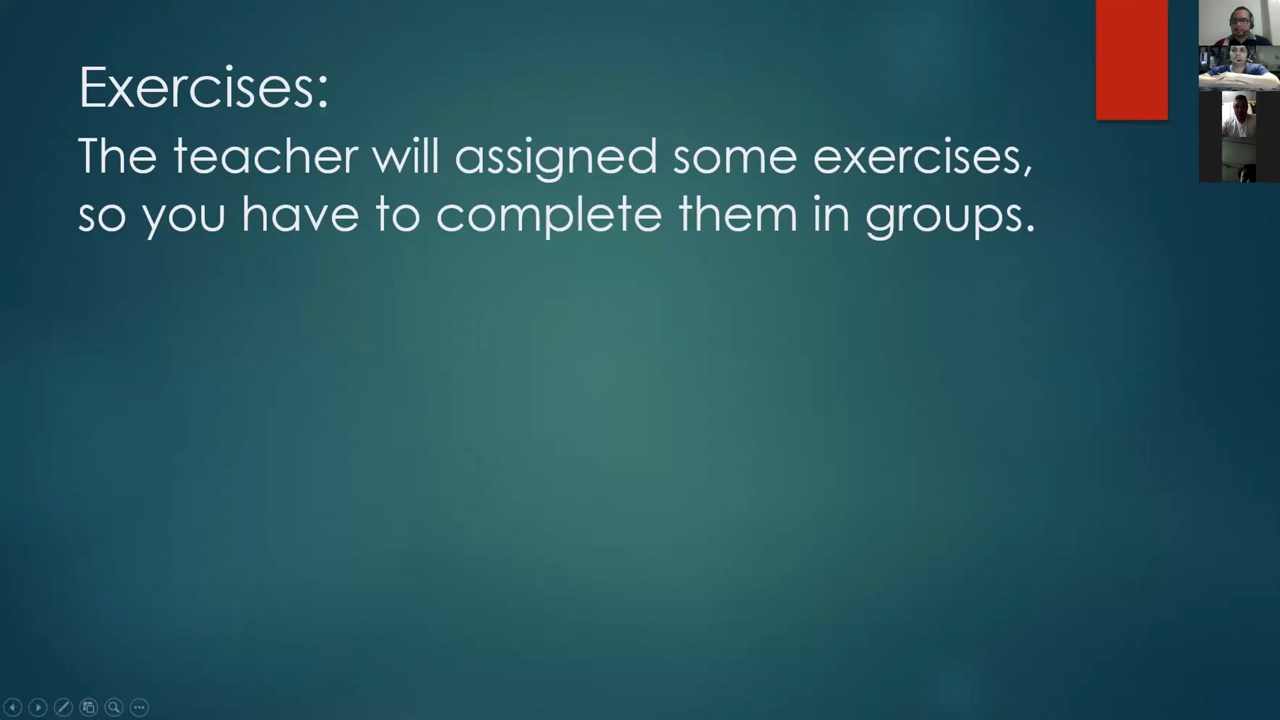 Exercises:
The teacher will assigned some exercises,
so you have to complete them in groups.